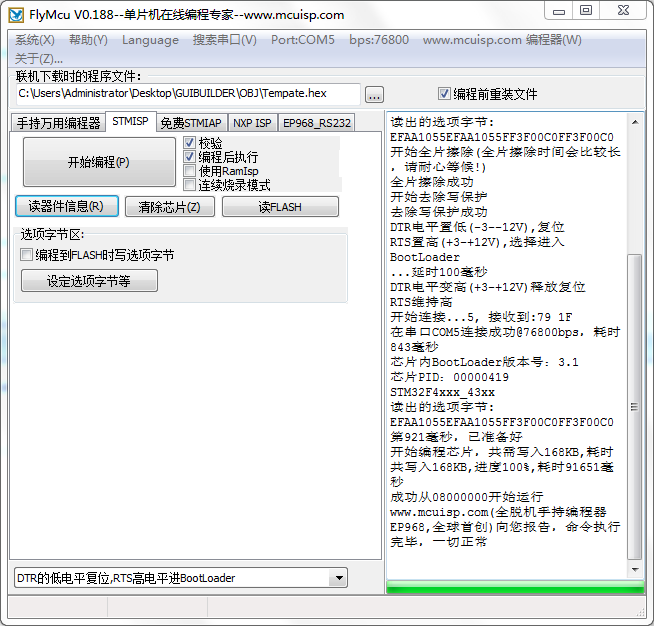 FlyMcu V0.188--单片机在线编程专家--www.mcuisp.com
系统(X) 帮助(Y) Language 搜索串口(V) Port:COM5 bps:76800 www.mcuisp.com 编程器(W)
关于(Z)...
联机下载时的程序文件:
C:\Users\Administrator\Desktop\GUIBUILDER\OBJ\Tempate.hex ... 编程前重装文件
手持万用编程器 STMISP 免费STMIAP NXP ISP EP968_RS232
开始编程(P)
校验
编程后执行
使用RamIsp
连续烧录模式
读器件信息(R) 清除芯片(Z) 读FLASH
选项字节区:
编程到FLASH时写选项字节
设定选项字节等
DTR的低电平复位,RTS高电平进BootLoader
读出的选项字节:
EFAA1055EFAA1055FF3F00C0FF3F00C0
开始全片擦除(全片擦除时间会比较长
,请耐心等候!)
全片擦除成功
开始去除写保护
去除写保护成功
DTR电平置低(-3--12V),复位
RTS置高(+3-+12V),选择进入
BootLoader
...延时100毫秒
DTR电平变高(+3-+12V)释放复位
RTS维持高
开始连接...5, 接收到:79 1F
在串口COM5连接成功@76800bps, 耗时
843毫秒
芯片内BootLoader版本号: 3.1
芯片PID: 00000419
STM32F4xxx_43xx
读出的选项字节:
EFAA1055EFAA1055FF3F00C0FF3F00C0
第921毫秒, 已准备好
开始编程芯片, 共需写入168KB,耗时
共写入168KB,进度100%,耗时91651毫
秒
成功从08000000开始运行
www.mcuisp.com(全脱机手持编程器
EP968,全球首创)向您报告, 命令执行
完毕, 一切正常